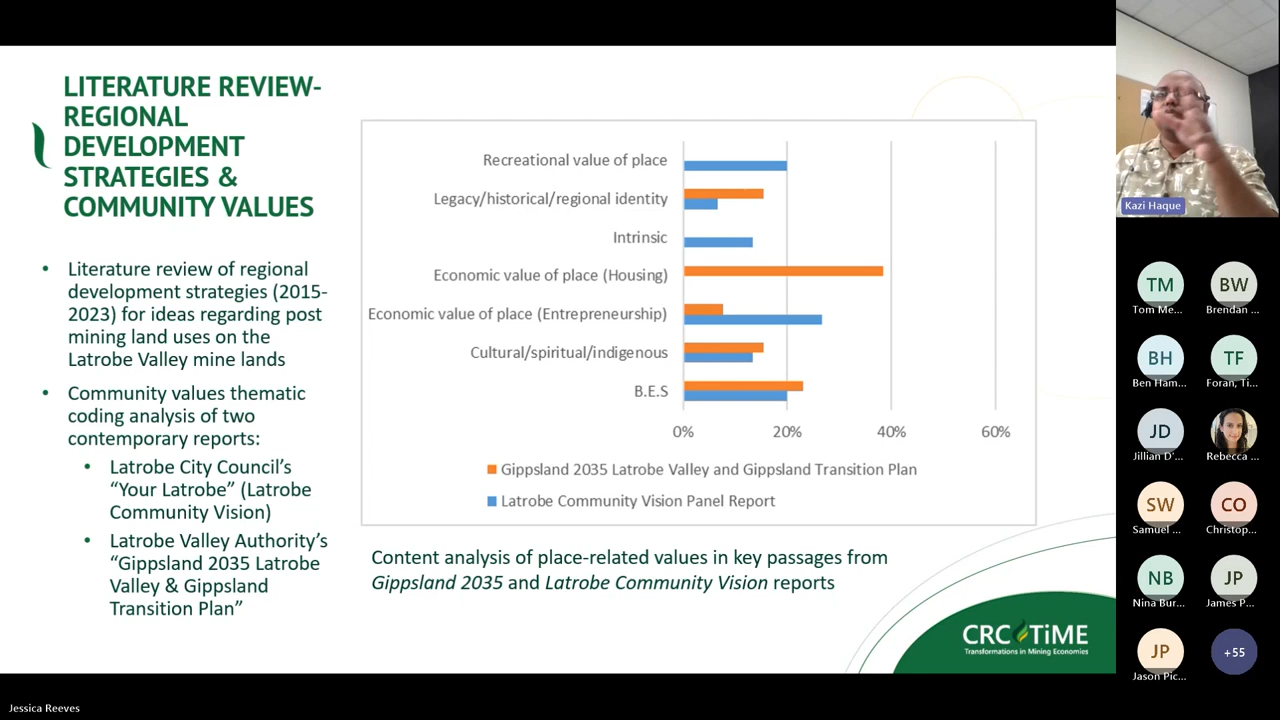 LITERATURE REVIEW-
REGIONAL
DEVELOPMENT
STRATEGIES &
COMMUNITY VALUES
• Literature review of regional
development strategies (2015-
2023) for ideas regarding post
mining land uses on the
Latrobe Valley mine lands
• Community values thematic
coding analysis of two
contemporary reports:
• Latrobe City Council’s
“Your Latrobe” (Latrobe
Community Vision)
• Latrobe Valley Authority’s
“Gippsland 2035 Latrobe
Valley & Gippsland
Transition Plan”
Recreational value of place
Legacy/historical/regional identity
Intrinsic
Economic value of place (Housing)
Economic value of place (Entrepreneurship)
Cultural/spiritual/indigenous
B.E.S
0% 20% 40% 60%
Gippsland 2035 Latrobe Valley and Gippsland Transition Plan
Latrobe Community Vision Panel Report
Content analysis of place-related values in key passages from
Gippsland 2035 and Latrobe Community Vision reports
CRC TiME
Transformations in Mining Economies
Kazi Haque
TM BW
Tom Me... Brendan ...
BH TF
Ben Ham... Foran, Ti...
JD
Jillian D'... Rebecca ...
SW CO
Samuel ... Christop...
NB JP
Nina Bur... James P...
JP +55
Jason Pic...
Jessica Reeves